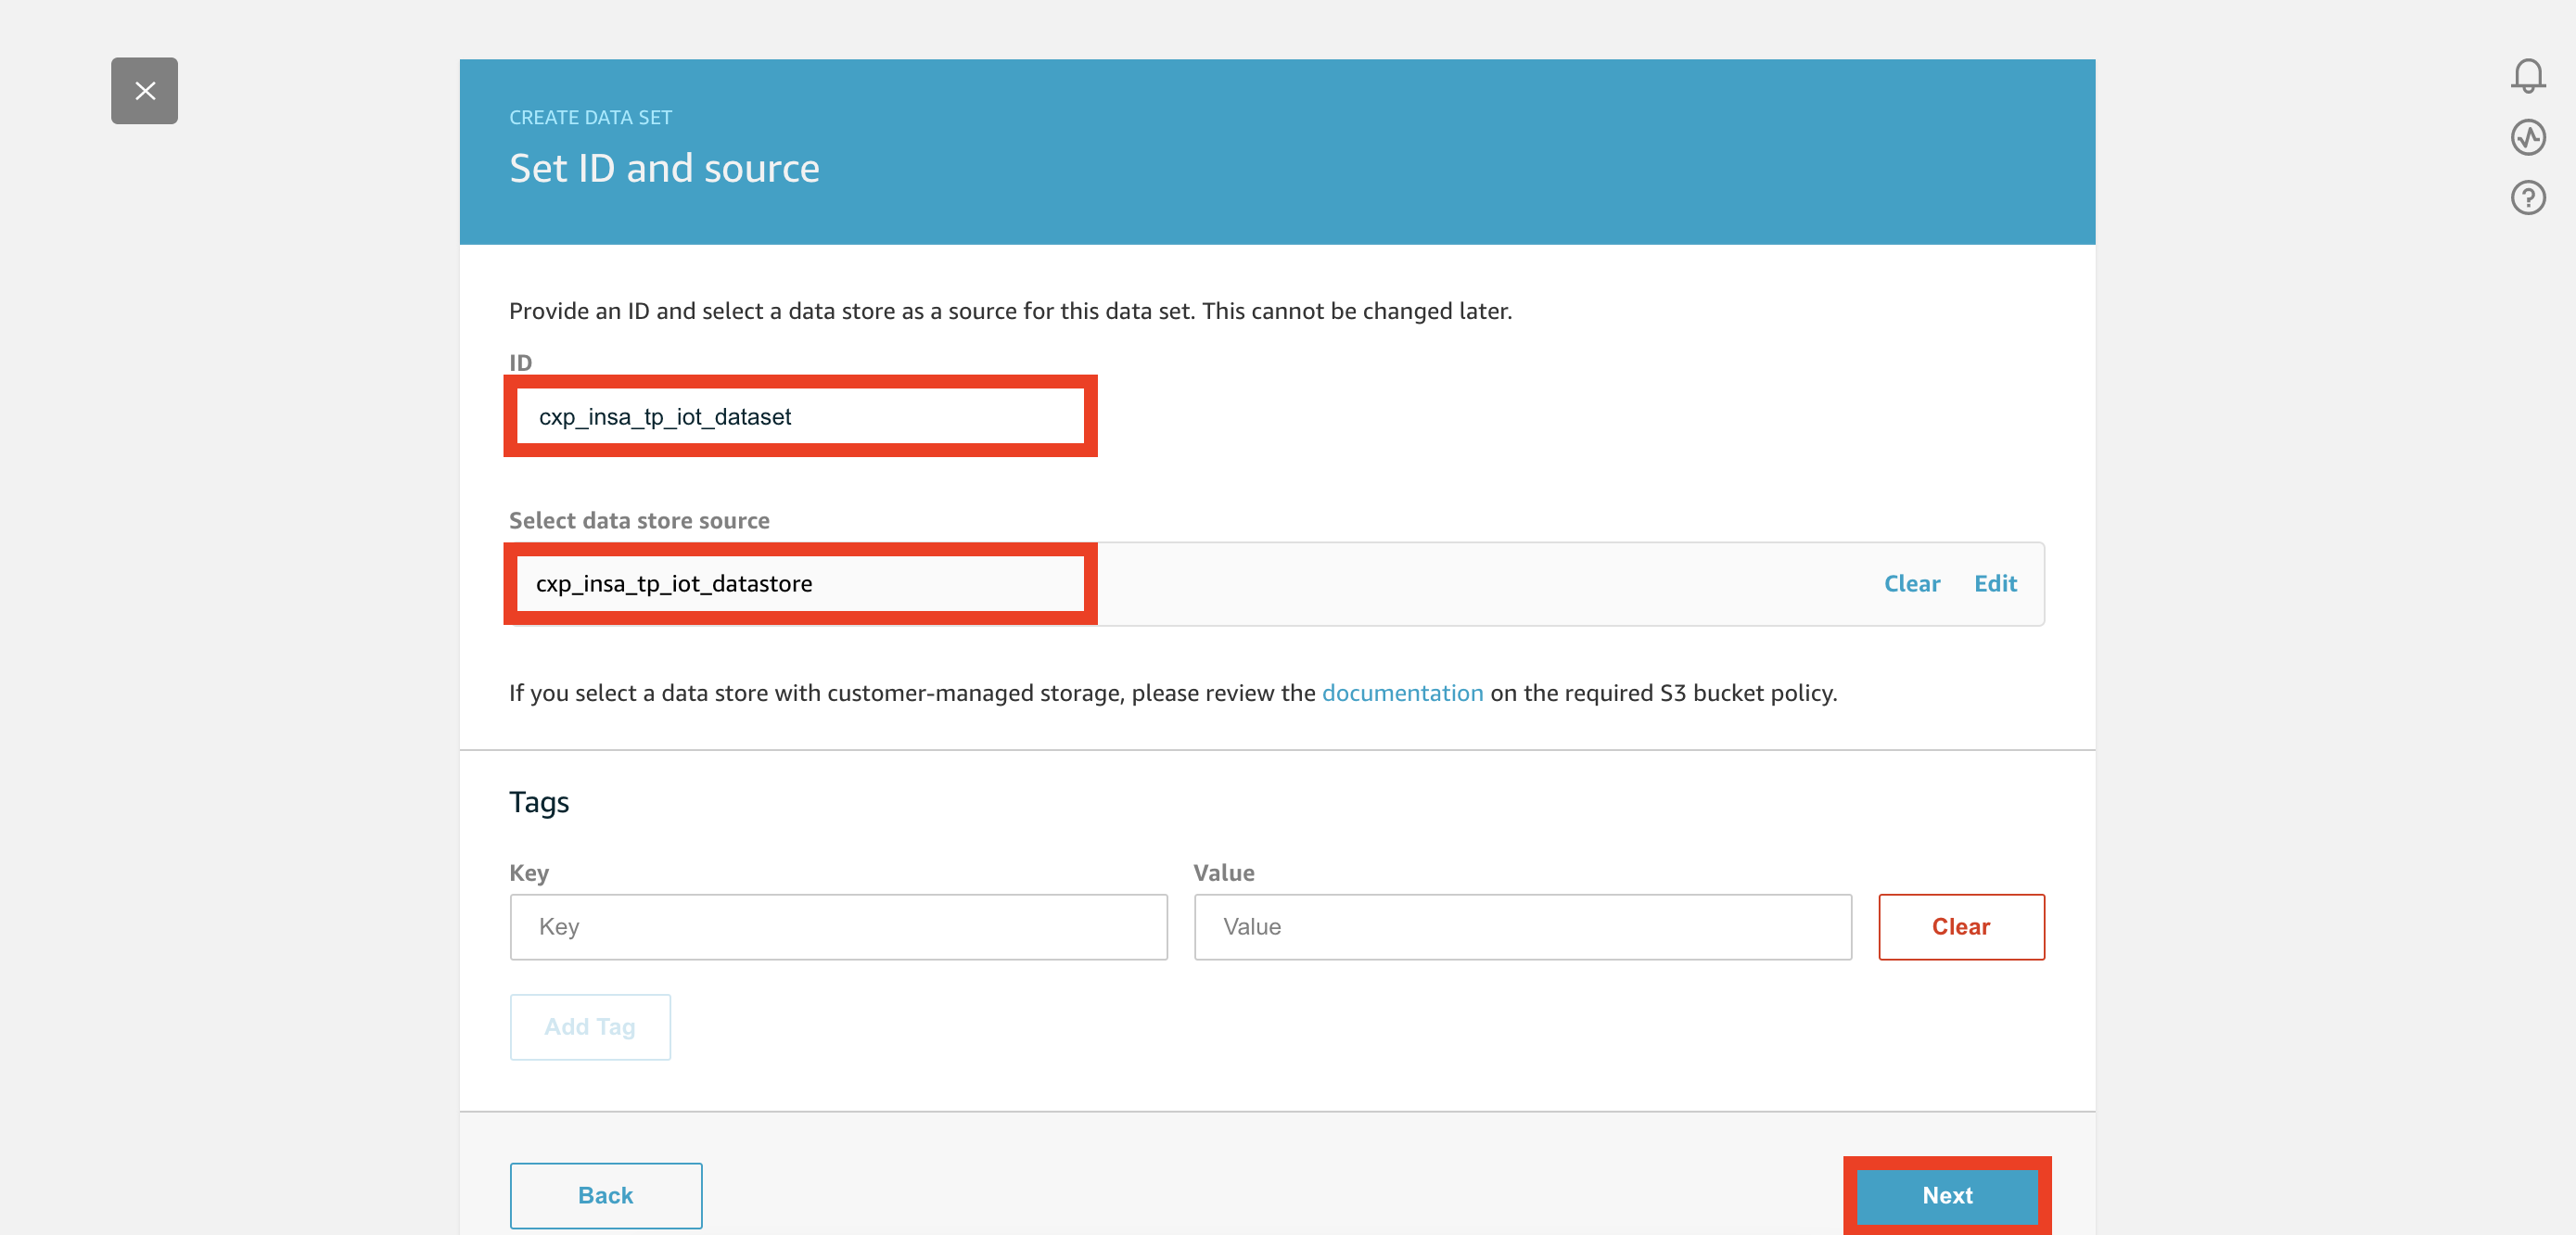 CREATE DATA SET
Set ID and source
Provide an ID and select a data store as a source for this data set. This cannot be changed later.
ID
cxp_insa_tp_iot_dataset
Select data store source
cxp_insa_tp_iot_datastore
Clear Edit
If you select a data store with customer-managed storage, please review the documentation on the required S3 bucket policy.
Tags
Key Value
Key Value Clear
Add Tag
Back Next